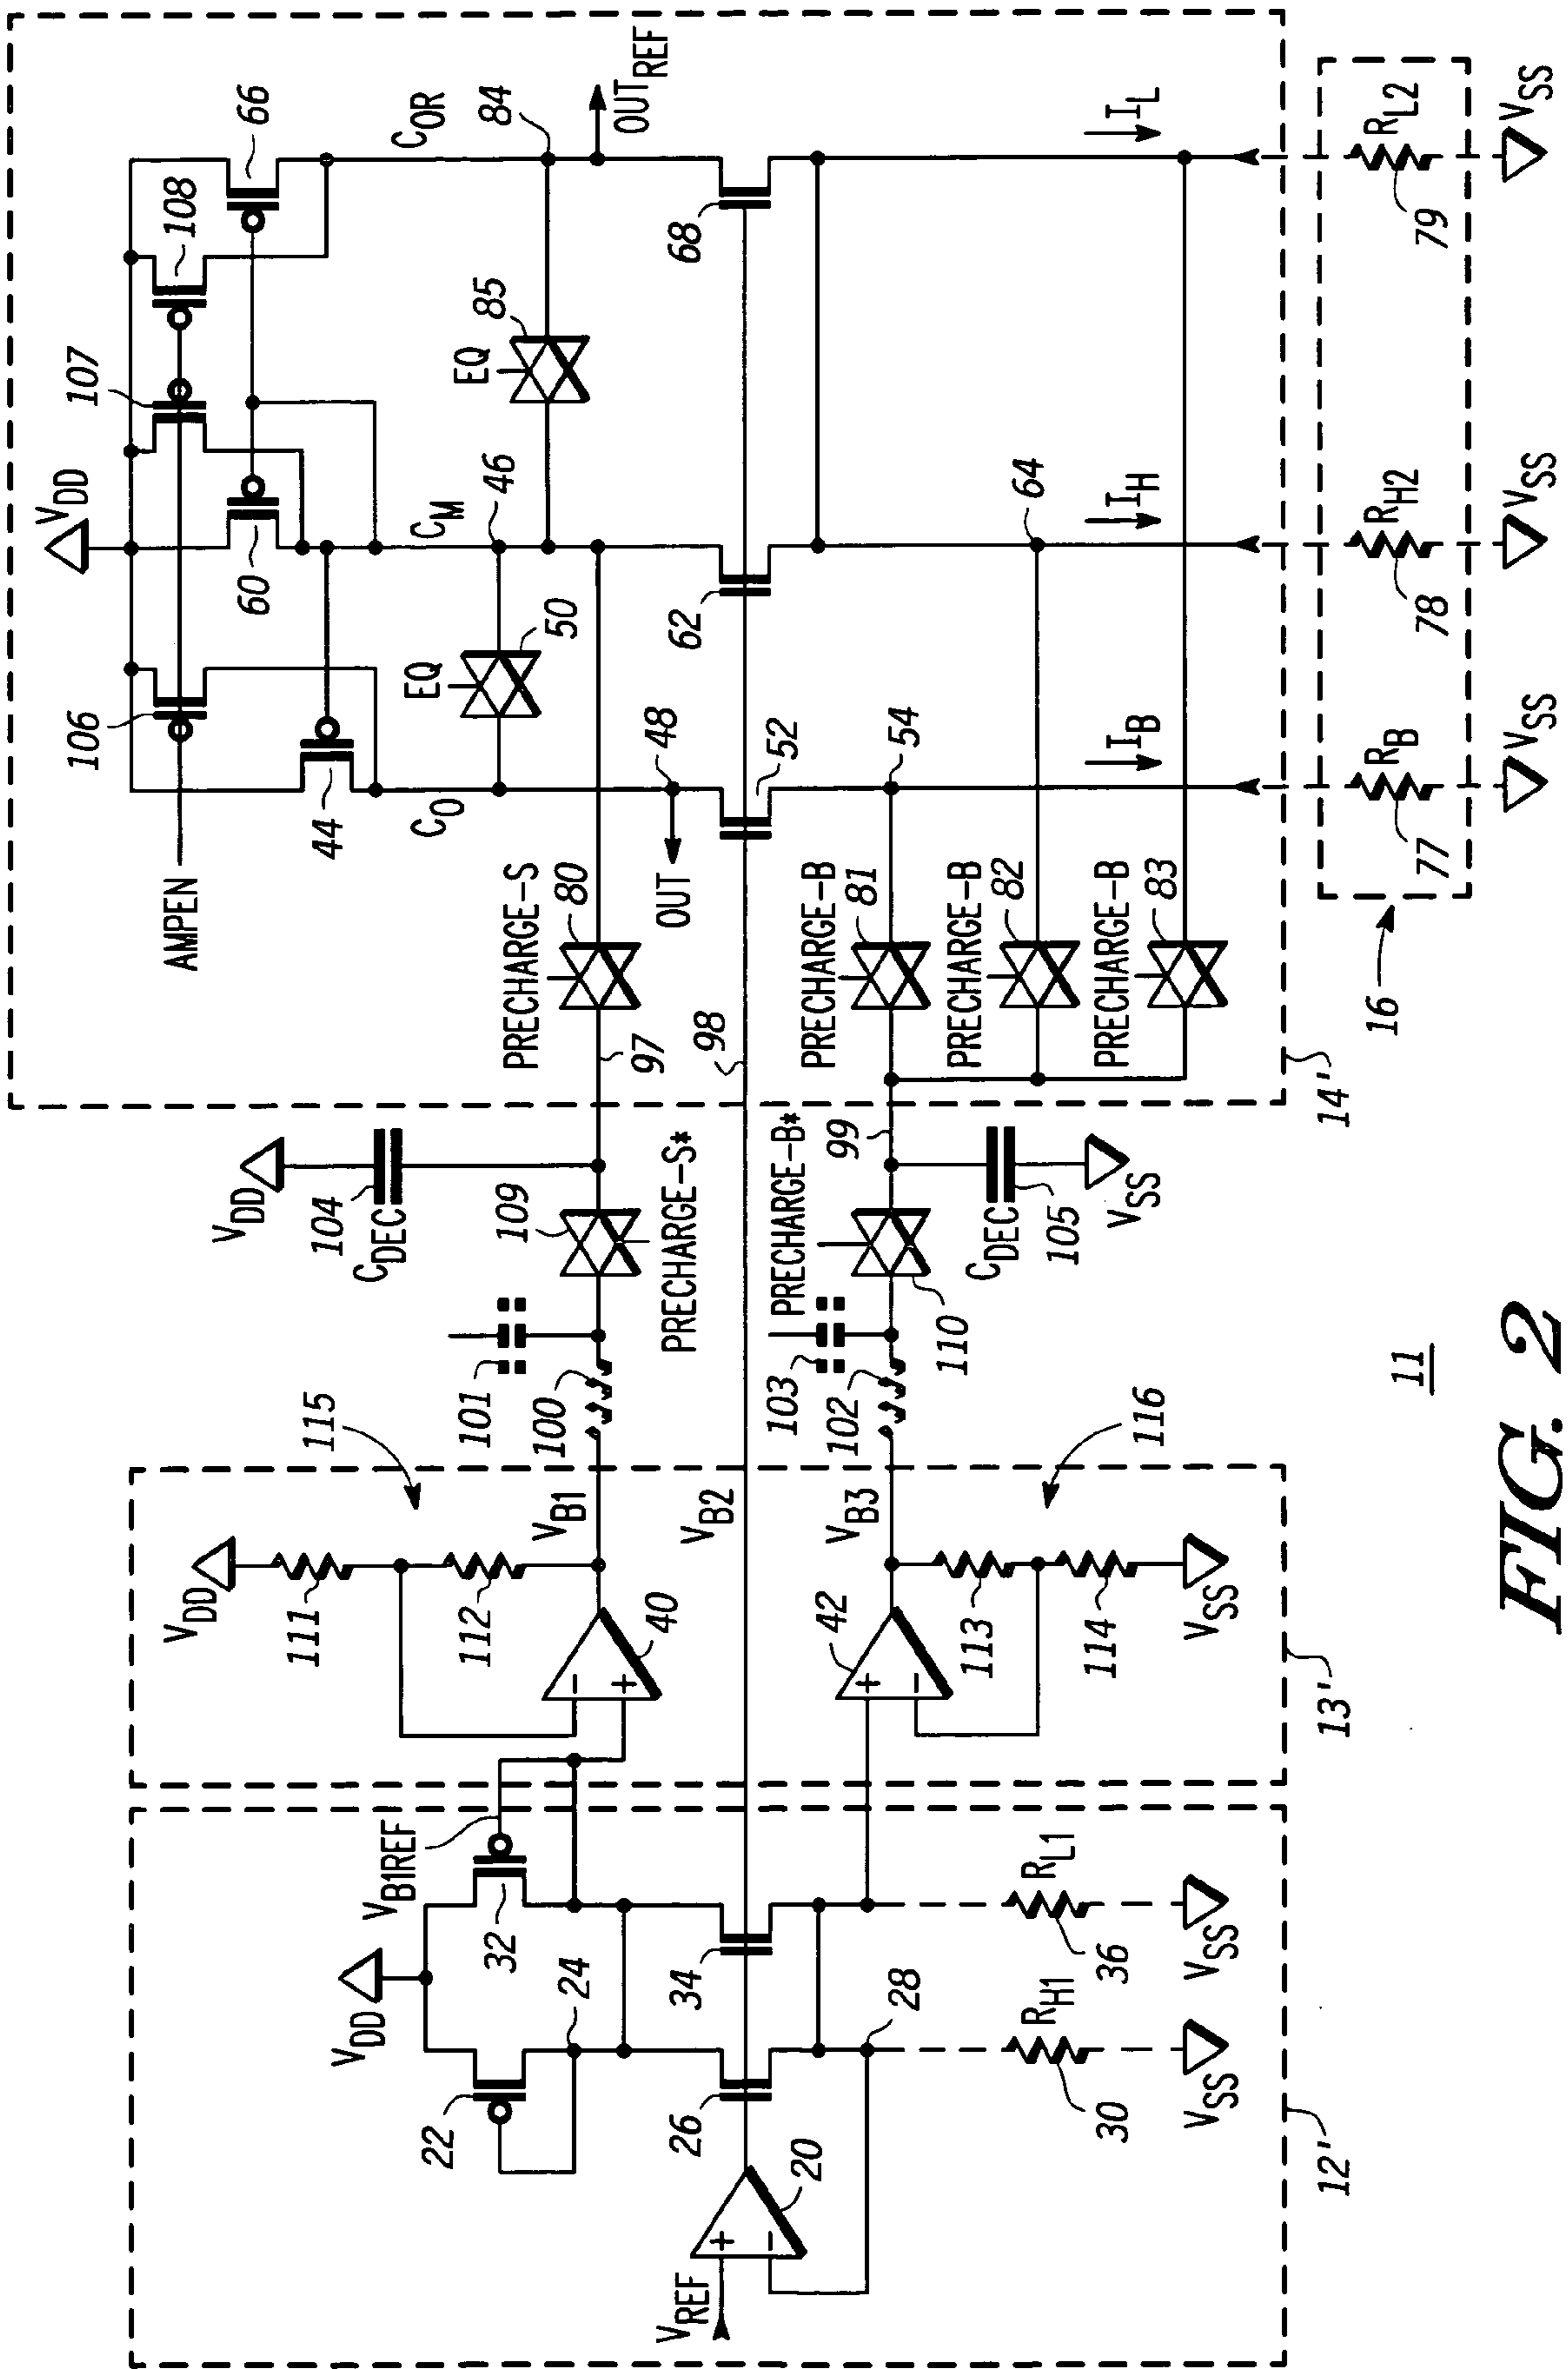 AMPEN
106
44
V_DD
60
107
108
66
C_O
C_M
C_OR
46
84
OUT_REF
EQ
50
EQ
85
PRECHARGE-S
80
97
48
OUT
52
62
68
98
PRECHARGE-B
81
54
PRECHARGE-B
82
64
PRECHARGE-B
83
I_B
I_H
I_L
14'
16
77
R_B
78
R_H2
79
R_L2
V_SS
V_SS
V_SS
V_DD
104
C_DEC
109
PRECHARGE-S*
101
100
PRECHARGE-B*
99
103
102
110
C_DEC
105
V_SS
115
V_DD
111
112
V_B1
40
V_B2
V_B3
42
113
114
116
V_SS
13'
V_B1REF
V_DD
22
32
24
26
34
28
V_REF
20
30
R_H1
36
R_L1
V_SS
V_SS
12'
+
−
+
−
+
−
11
FIG. 2